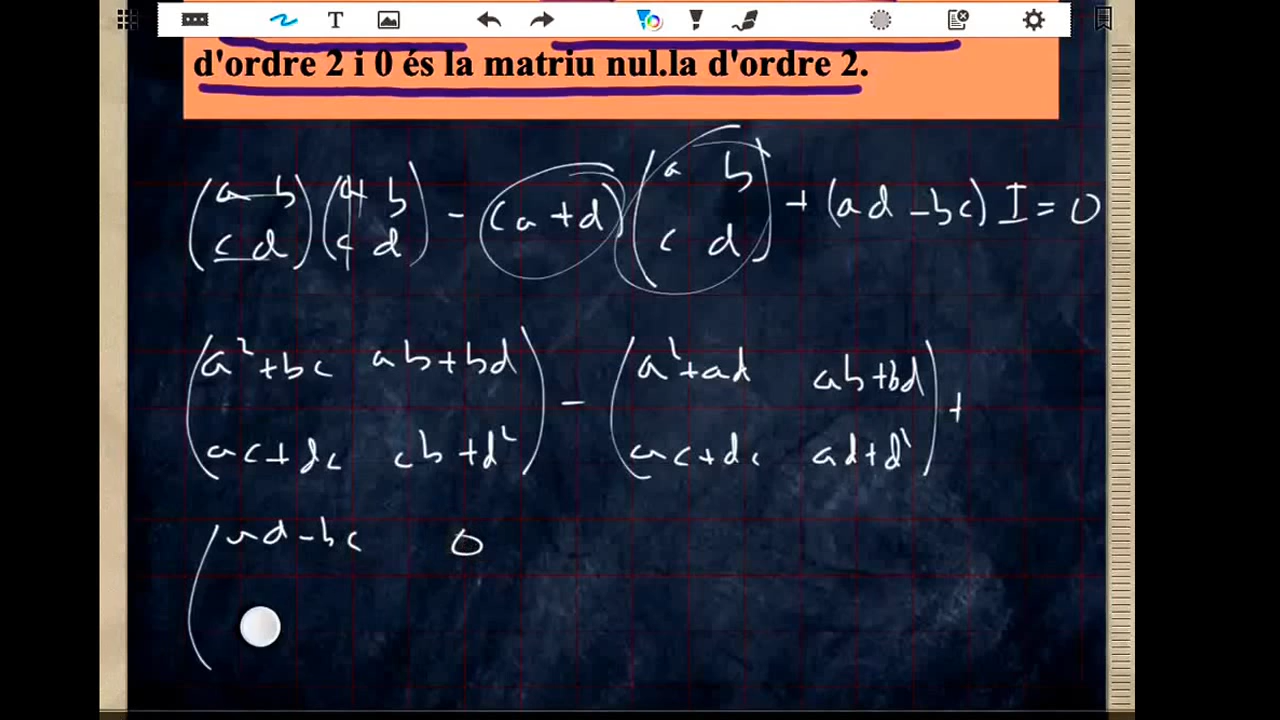 d'ordre 2 i 0 és la matriu nul.la d'ordre 2.
(a b) (a b) - (a + d) (a b) + (ad - bc) I = 0
(c d) (c d) (c d)
(a² + bc ab + bd) - (a² + ad ab + bd) +
(ac + dc cb + d²) (ac + dc ad + d²)
(ad - bc 0